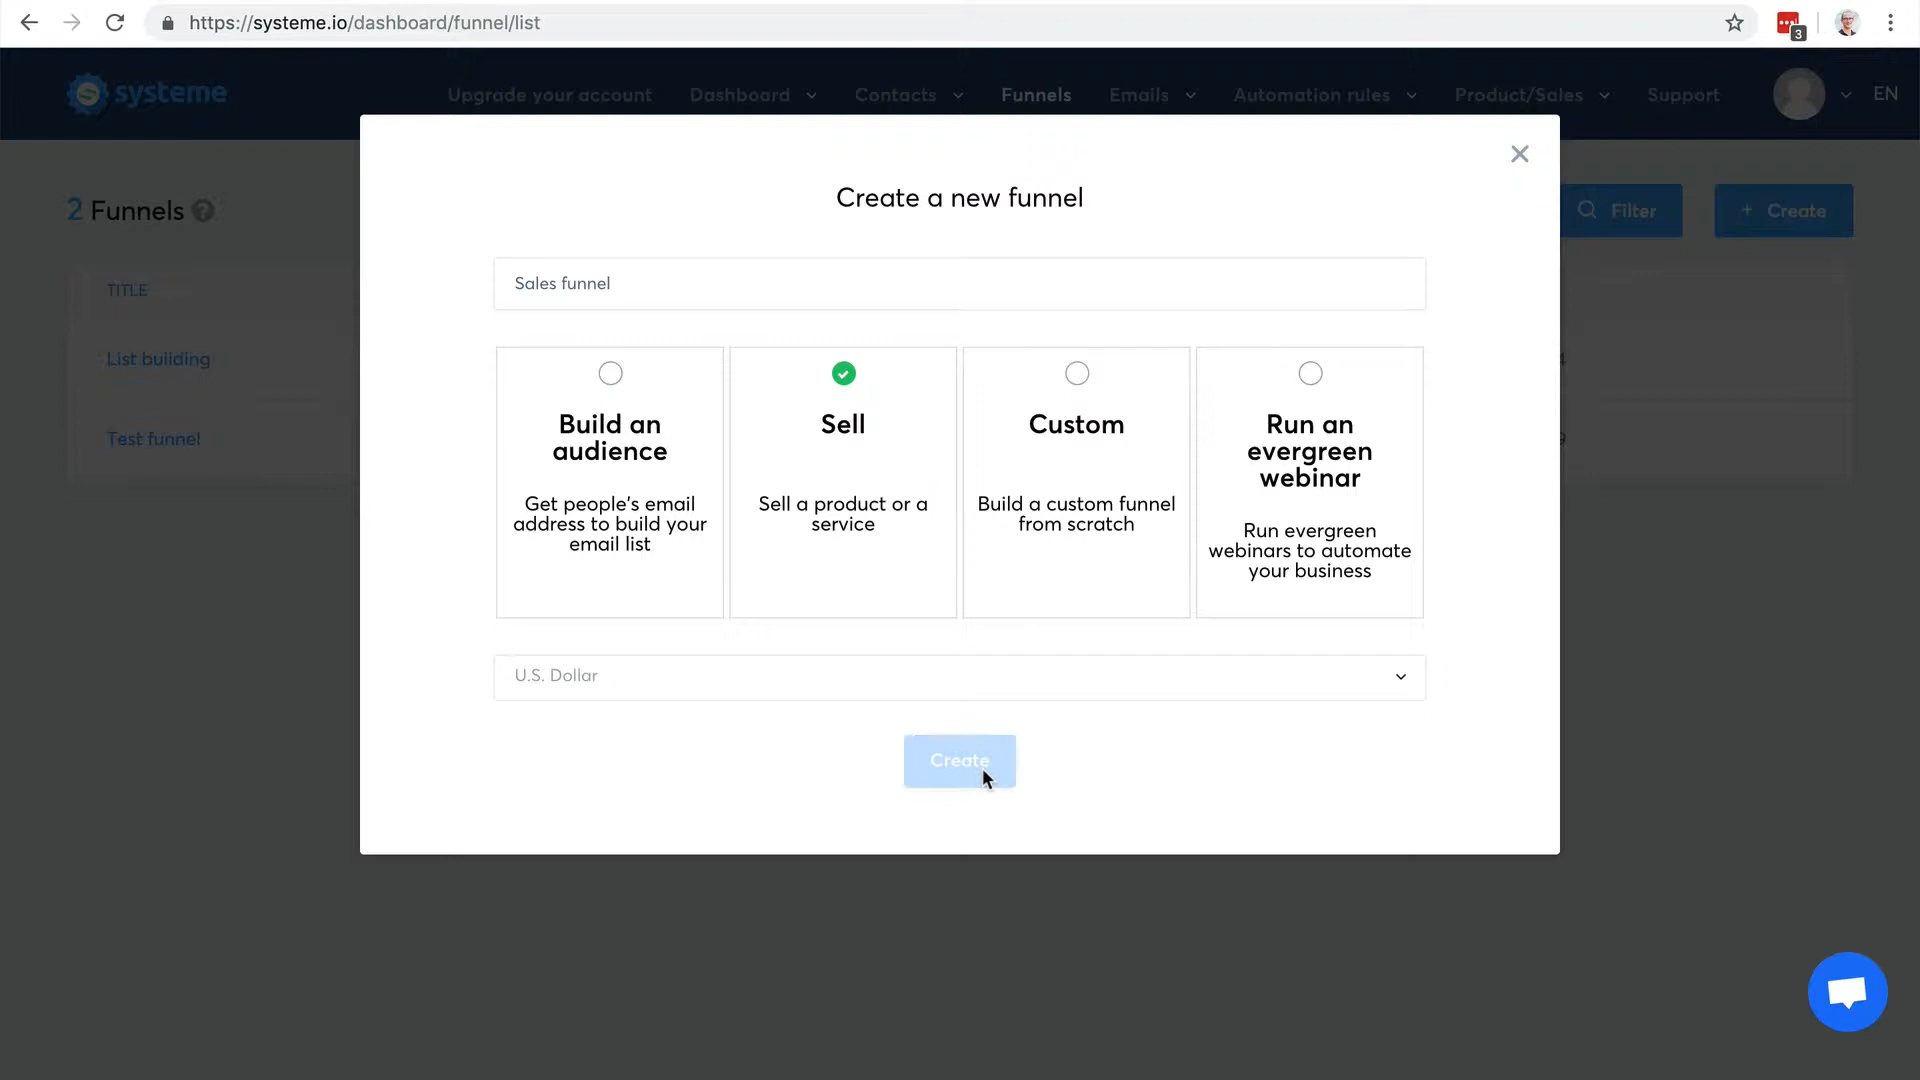 https://systeme.io/dashboard/funnel/list
3
systeme
Upgrade your account
Dashboard
Contacts
Funnels
Emails
Automation rules
Product/Sales
Support
EN
2 Funnels ?
Filter
+ Create
TITLE
List building
Test funnel
Create a new funnel
Sales funnel
Build an
audience
Get people's email
address to build your
email list
Sell
Sell a product or a
service
Custom
Build a custom funnel
from scratch
Run an
evergreen
webinar
Run evergreen
webinars to automate
your business
U.S. Dollar
Create